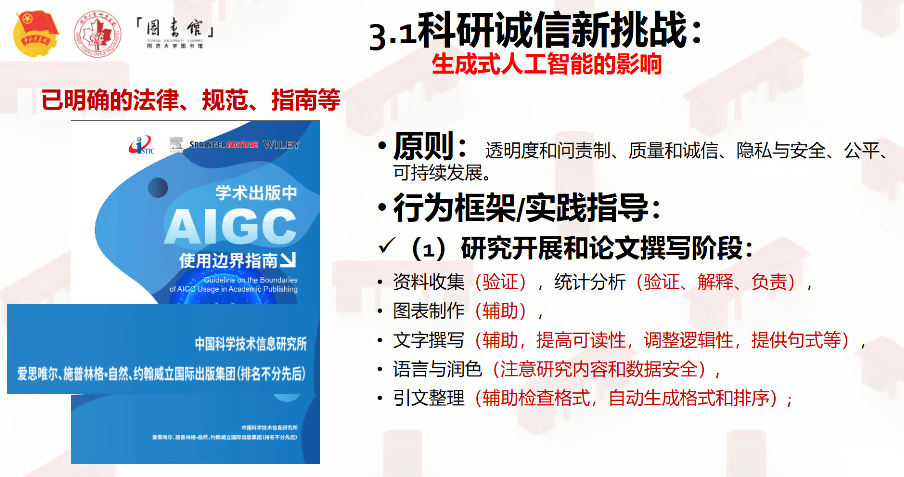 「图书馆」
TONGJI UNIVERSITY LIBRARY
同济大学图书馆
3.1科研诚信新挑战：
生成式人工智能的影响
已明确的法律、规范、指南等
ISTIC
SPRINGER NATURE WILEY
学术出版中
AIGC
使用边界指南
Guideline on the Boundaries
of AIGC Usage in Academic Publishing
中国科学技术信息研究所
爱思唯尔、施普林格·自然、约翰威立国际出版集团(排名不分先后)
中国科学技术信息研究所
爱思唯尔、施普林格·自然、约翰威立国际出版集团(排名不分先后)
• 原则：透明度和问责制、质量和诚信、隐私与安全、公平、
可持续发展。
• 行为框架/实践指导：
✓（1）研究开展和论文撰写阶段：
• 资料收集（验证），统计分析（验证、解释、负责），
• 图表制作（辅助），
• 文字撰写（辅助，提高可读性，调整逻辑性，提供句式等），
• 语言与润色（注意研究内容和数据安全），
• 引文整理（辅助检查格式，自动生成格式和排序）;